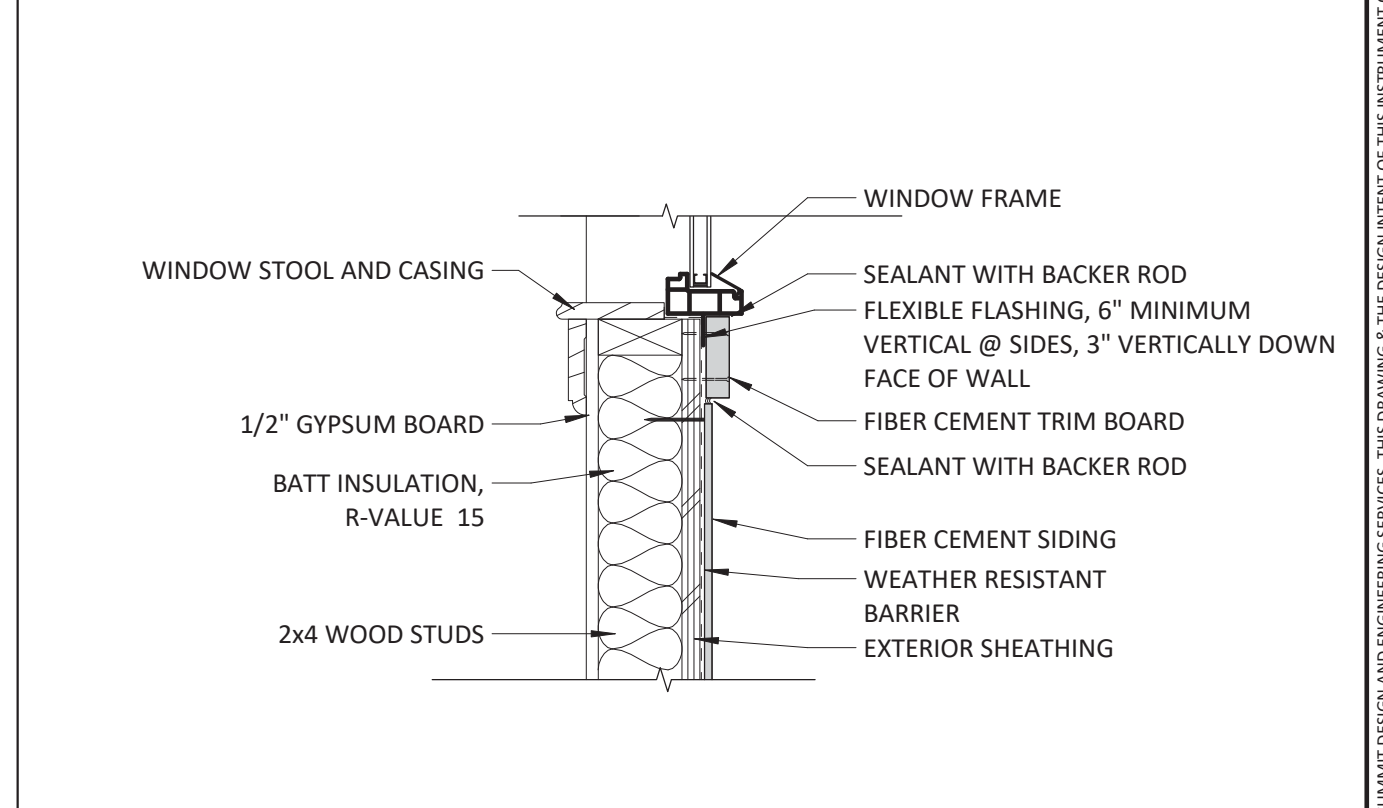 WINDOW FRAME
WINDOW STOOL AND CASING
SEALANT WITH BACKER ROD
FLEXIBLE FLASHING, 6" MINIMUM
VERTICAL @ SIDES, 3" VERTICALLY DOWN
FACE OF WALL
1/2" GYPSUM BOARD
FIBER CEMENT TRIM BOARD
SEALANT WITH BACKER ROD
BATT INSULATION,
R-VALUE 15
FIBER CEMENT SIDING
WEATHER RESISTANT
BARRIER
2x4 WOOD STUDS
EXTERIOR SHEATHING
DESIGN AND ENGINEERING SERVICES. THIS DRAWING & THE DESIGN INTENT OF THIS INSTRUMENT